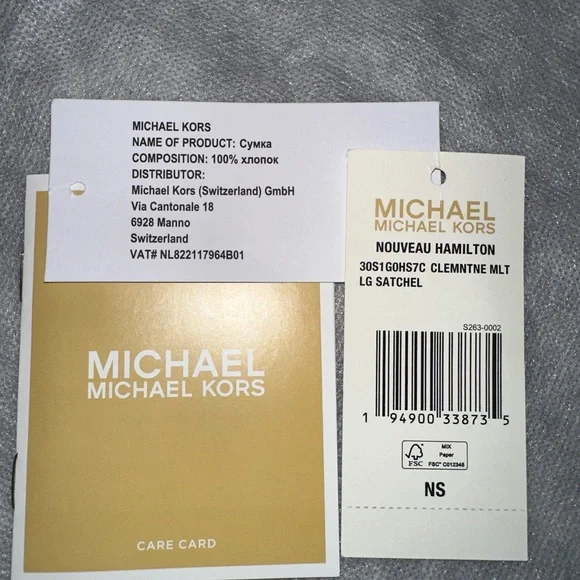 MICHAEL KORS
NAME OF PRODUCT: Сумка
COMPOSITION: 100% хлопок
DISTRIBUTOR:
Michael Kors (Switzerland) GmbH
Via Cantonale 18
6928 Manno
Switzerland
VAT# NL822117964B01
MICHAEL
MICHAEL KORS
NOUVEAU HAMILTON
30S1G0HS7C CLEMNTNE MLT
LG SATCHEL
S263-0002
1 94900 33873 5
FSC
MIX
Paper
FSC® C012345
NS
MICHAEL
MICHAEL KORS
CARE CARD